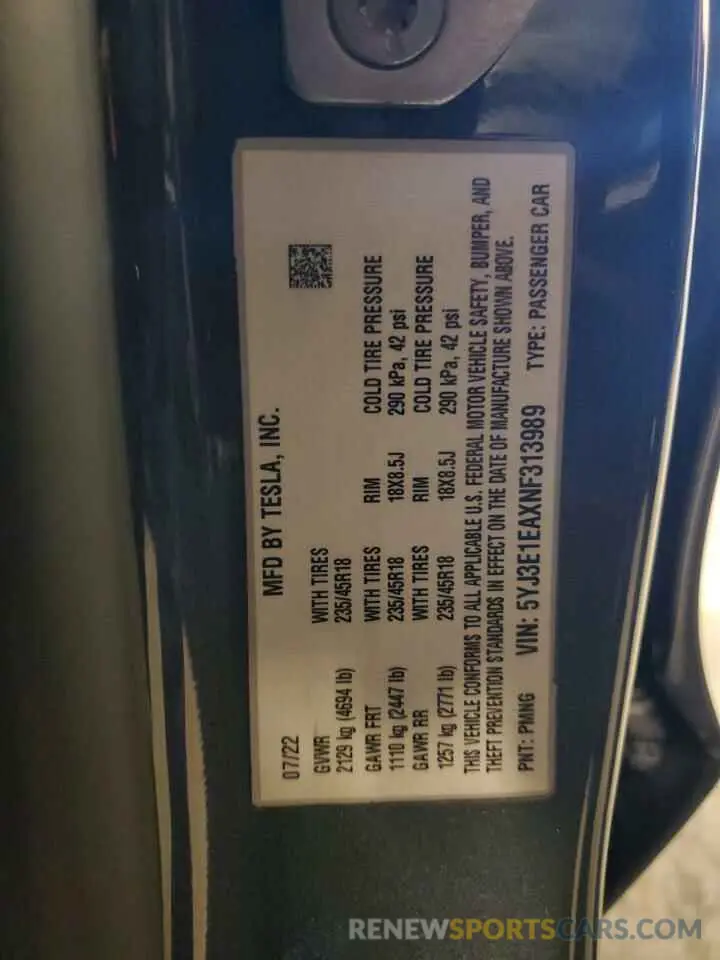 MFD BY TESLA, INC.
07/22
GVWR WITH TIRES
2129 kg (4694 lb) 235/45R18
GAWR FRT WITH TIRES RIM COLD TIRE PRESSURE
1110 kg (2447 lb) 235/45R18 18X8.5J 290 kPa, 42 psi
GAWR RR WITH TIRES RIM COLD TIRE PRESSURE
1257 kg (2771 lb) 235/45R18 18X8.5J 290 kPa, 42 psi
THIS VEHICLE CONFORMS TO ALL APPLICABLE U.S. FEDERAL MOTOR VEHICLE SAFETY, BUMPER, AND
THEFT PREVENTION STANDARDS IN EFFECT ON THE DATE OF MANUFACTURE SHOWN ABOVE.
PNT: PMNG VIN: 5YJ3E1EAXNF313989 TYPE: PASSENGER CAR
RENEWSPORTSCARS.COM